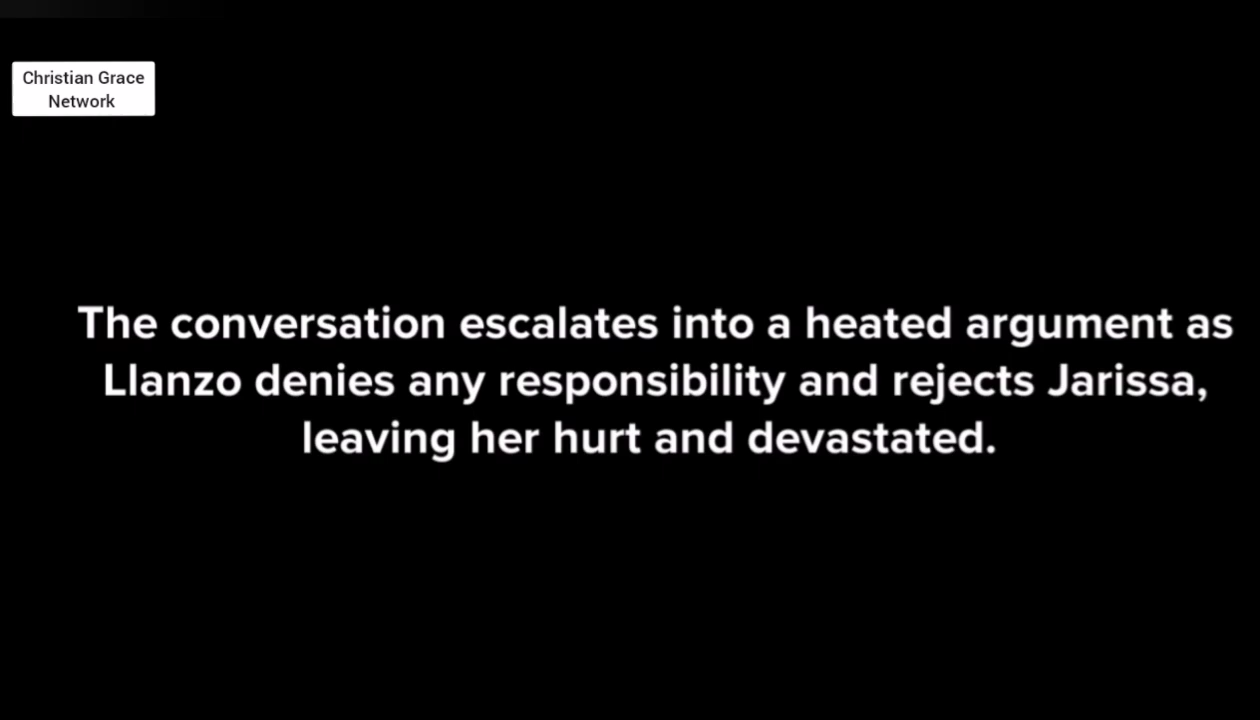 Christian Grace
Network
The conversation escalates into a heated argument as
Llanzo denies any responsibility and rejects Jarissa,
leaving her hurt and devastated.